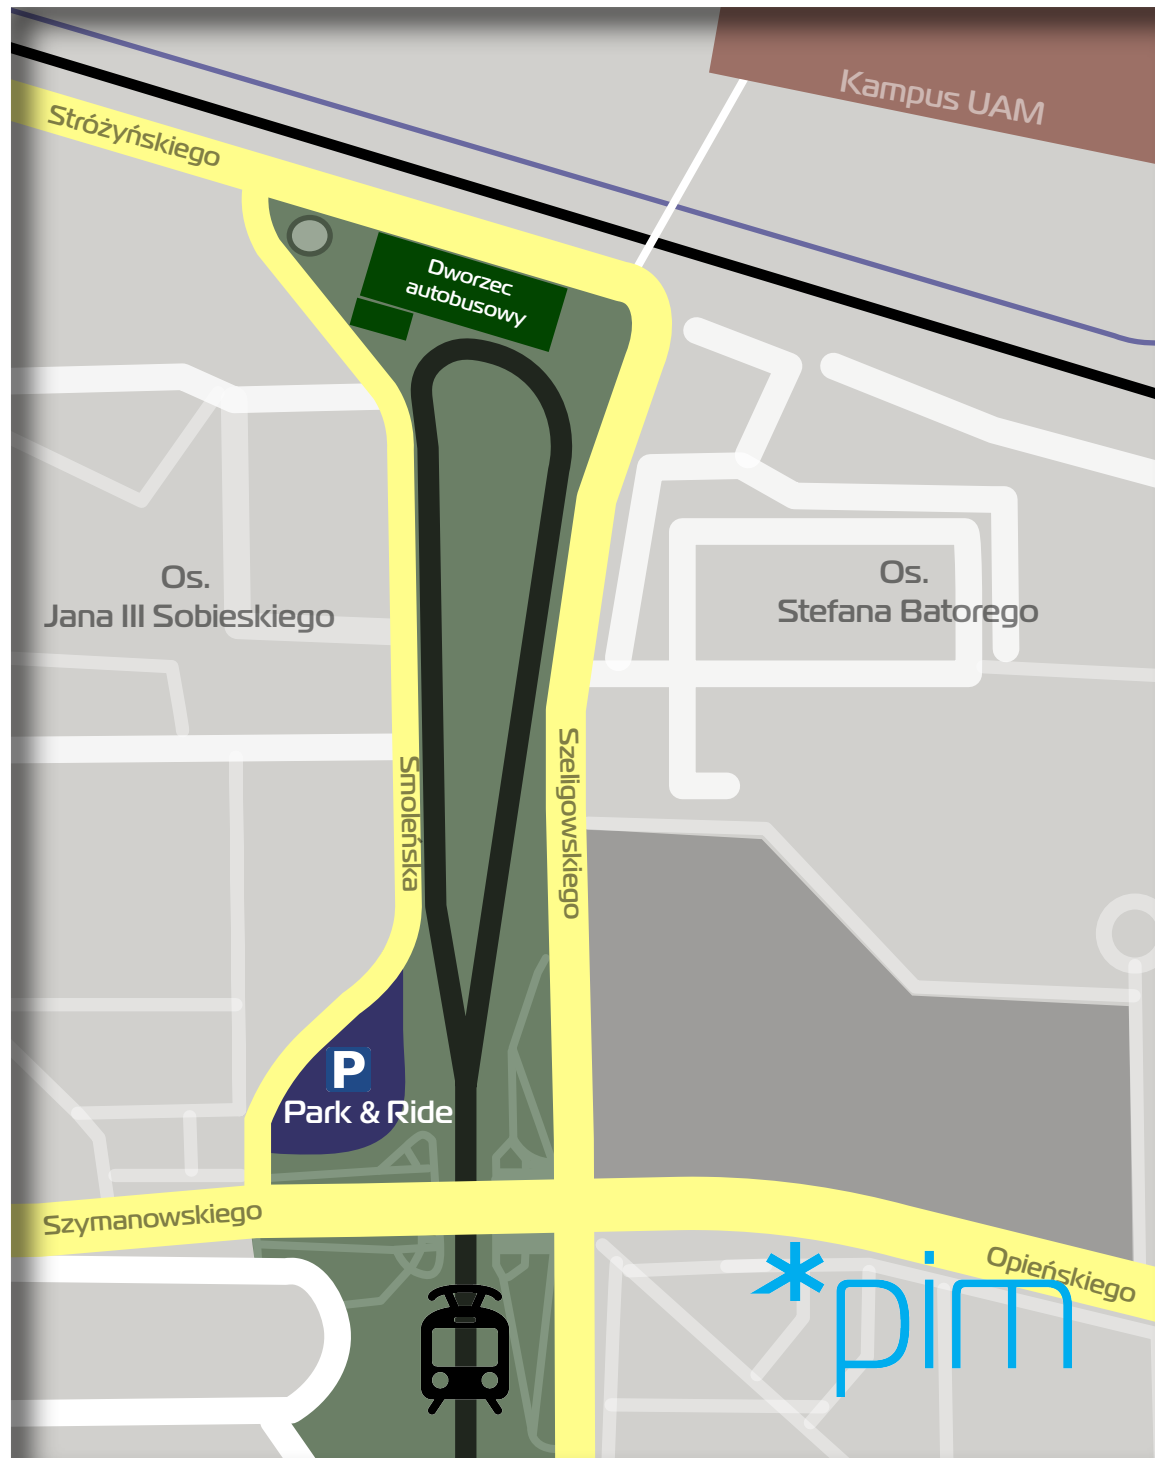 Kampus UAM
Stróżyńskiego
Dworzec
autobusowy
Os.
Jana III Sobieskiego
Os.
Stefana Batorego
Smoleńska
Szeligowskiego
P
Park & Ride
Szymanowskiego
Opieńskiego
*pim